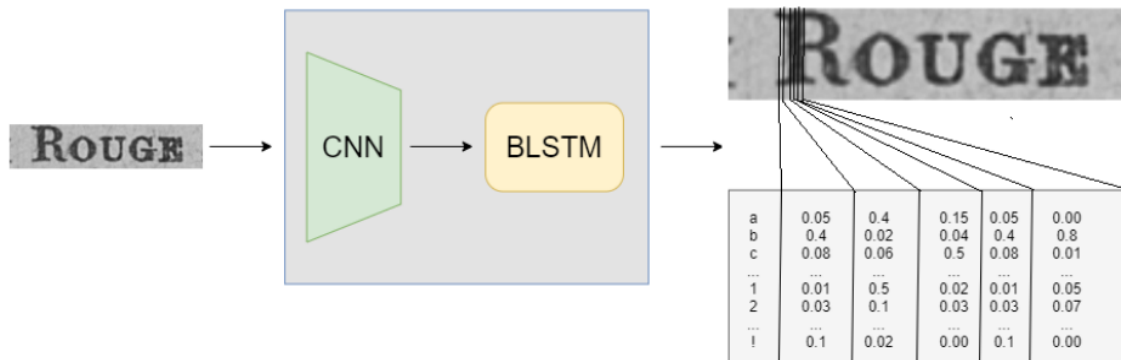 ROUGE
CNN
BLSTM
ROUGE
a 0.05 0.4 0.15 0.05 0.00
b 0.4 0.02 0.04 0.4 0.8
c 0.08 0.06 0.5 0.08 0.01
... ... ... ... ... ...
1 0.01 0.5 0.02 0.01 0.05
2 0.03 0.1 0.03 0.03 0.07
... ... ... ... ... ...
! 0.1 0.02 0.00 0.1 0.00